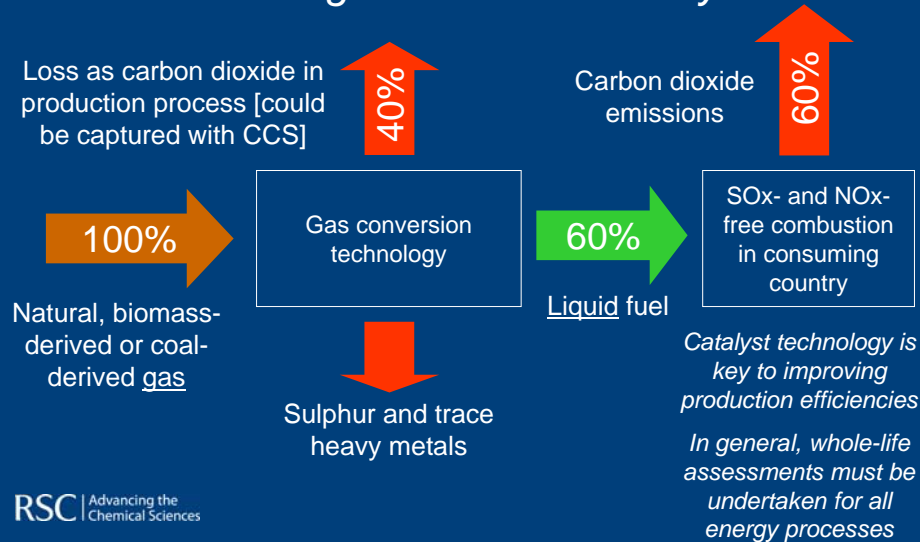 Loss as carbon dioxide in
production process [could
be captured with CCS]
40%
Carbon dioxide
emissions
60%
100%
Gas conversion
technology
60%
SOx- and NOx-
free combustion
in consuming
country
Natural, biomass-
derived or coal-
derived gas
Liquid fuel
Sulphur and trace
heavy metals
Catalyst technology is
key to improving
production efficiencies
In general, whole-life
assessments must be
undertaken for all
energy processes
RSC
Advancing the
Chemical Sciences